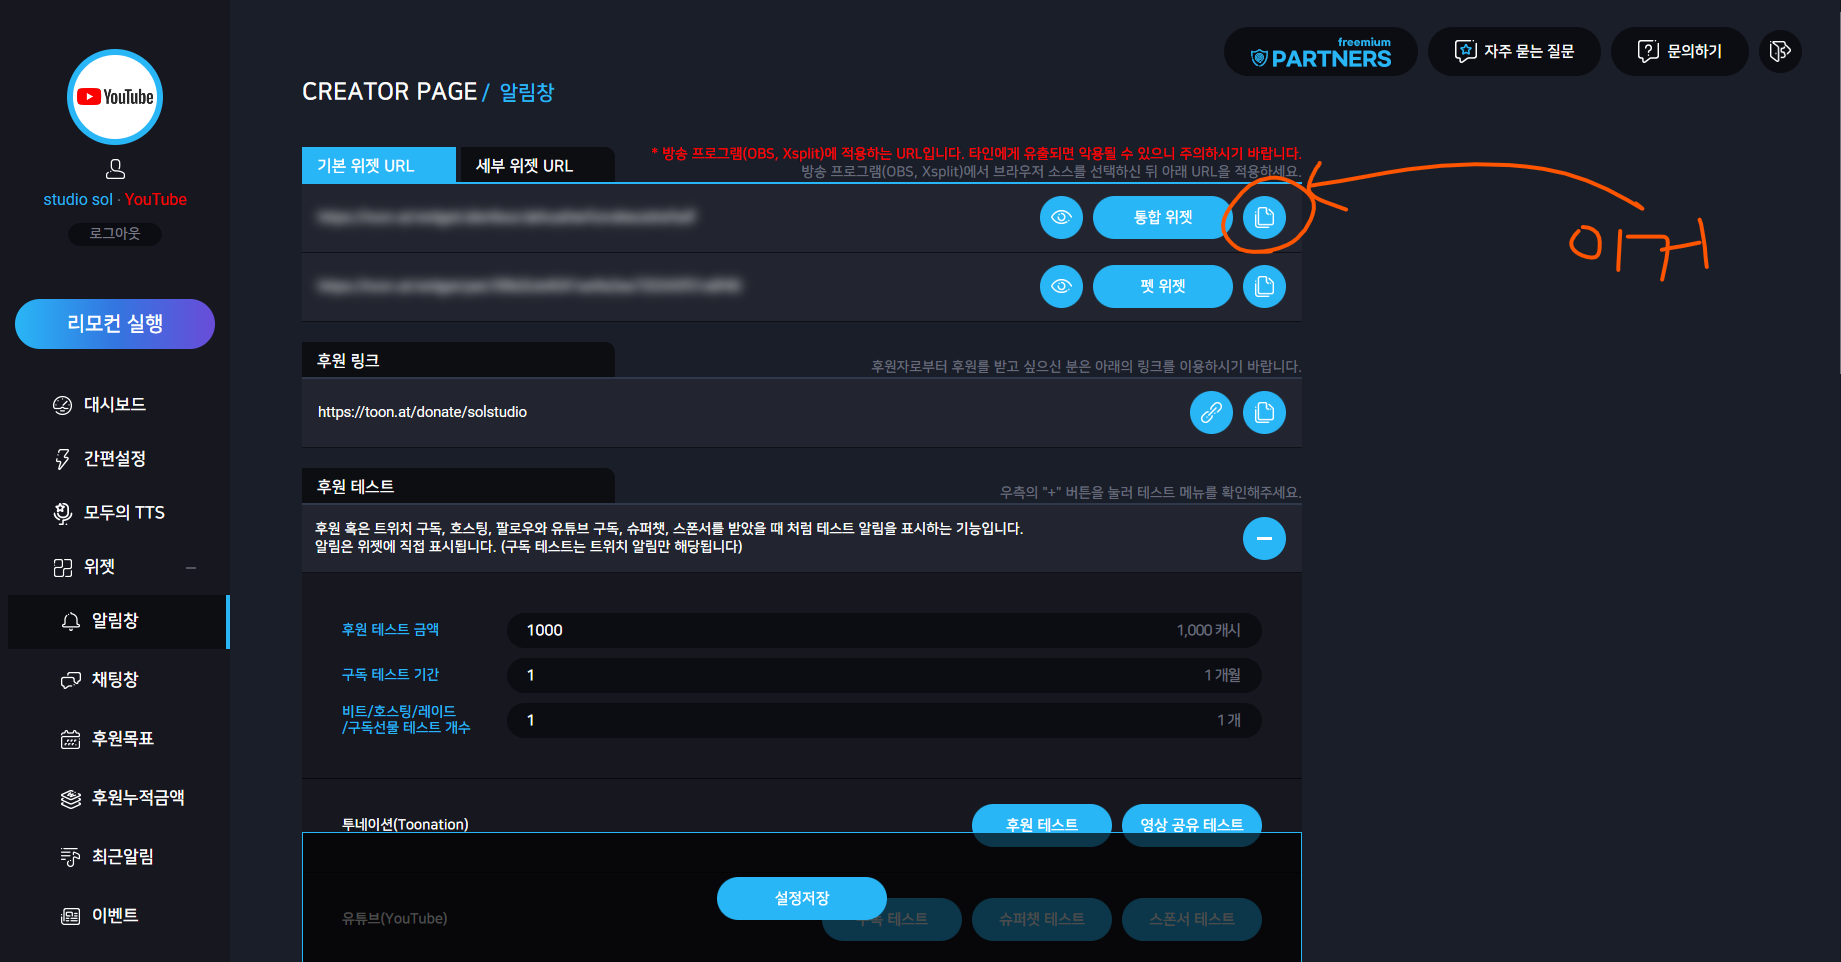 freemium
PARTNERS
자주 묻는 질문
문의하기
YouTube
studio sol · YouTube
로그아웃
리모컨 실행
대시보드
간편설정
모두의 TTS
위젯
알림창
채팅창
후원목표
후원누적금액
최근알림
이벤트
CREATOR PAGE / 알림창
기본 위젯 URL
세부 위젯 URL
* 방송 프로그램(OBS, Xsplit)에 적용하는 URL입니다. 타인에게 유출되면 악용될 수 있으니 주의하시기 바랍니다.
방송 프로그램(OBS, Xsplit)에서 브라우저 소스를 선택하신 뒤 아래 URL을 적용하세요.
통합 위젯
여기
펫 위젯
후원 링크
후원자로부터 후원를 받고 싶으신 분은 아래의 링크를 이용하시기 바랍니다.
https://toon.at/donate/solstudio
후원 테스트
우측의 "+" 버튼을 눌러 테스트 메뉴를 확인해주세요.
후원 혹은 트위치 구독, 호스팅, 팔로우와 유튜브 구독, 슈퍼챗, 스폰서를 받았을 때 처럼 테스트 알림을 표시하는 기능입니다.
알림은 위젯에 직접 표시됩니다. (구독 테스트는 트위치 알림만 해당됩니다)
후원 테스트 금액
1000
1,000 캐시
구독 테스트 기간
1
1 개월
비트/호스팅/레이드
/구독선물 테스트 개수
1
1 개
투네이션(Toonation)
후원 테스트
영상 공유 테스트
설정저장
유튜브(YouTube)
구독 테스트
슈퍼챗 테스트
스폰서 테스트